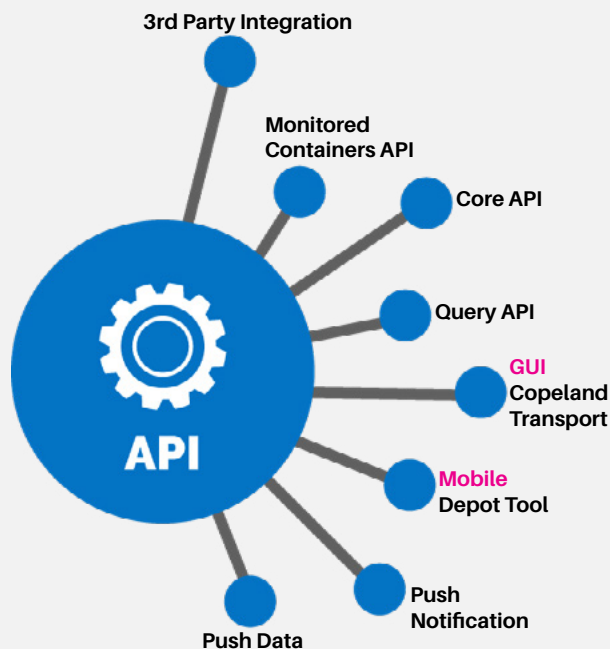 3rd Party Integration
Monitored
Containers API
Core API
Query API
GUI
Copeland
Transport
API
Mobile
Depot Tool
Push
Notification
Push Data